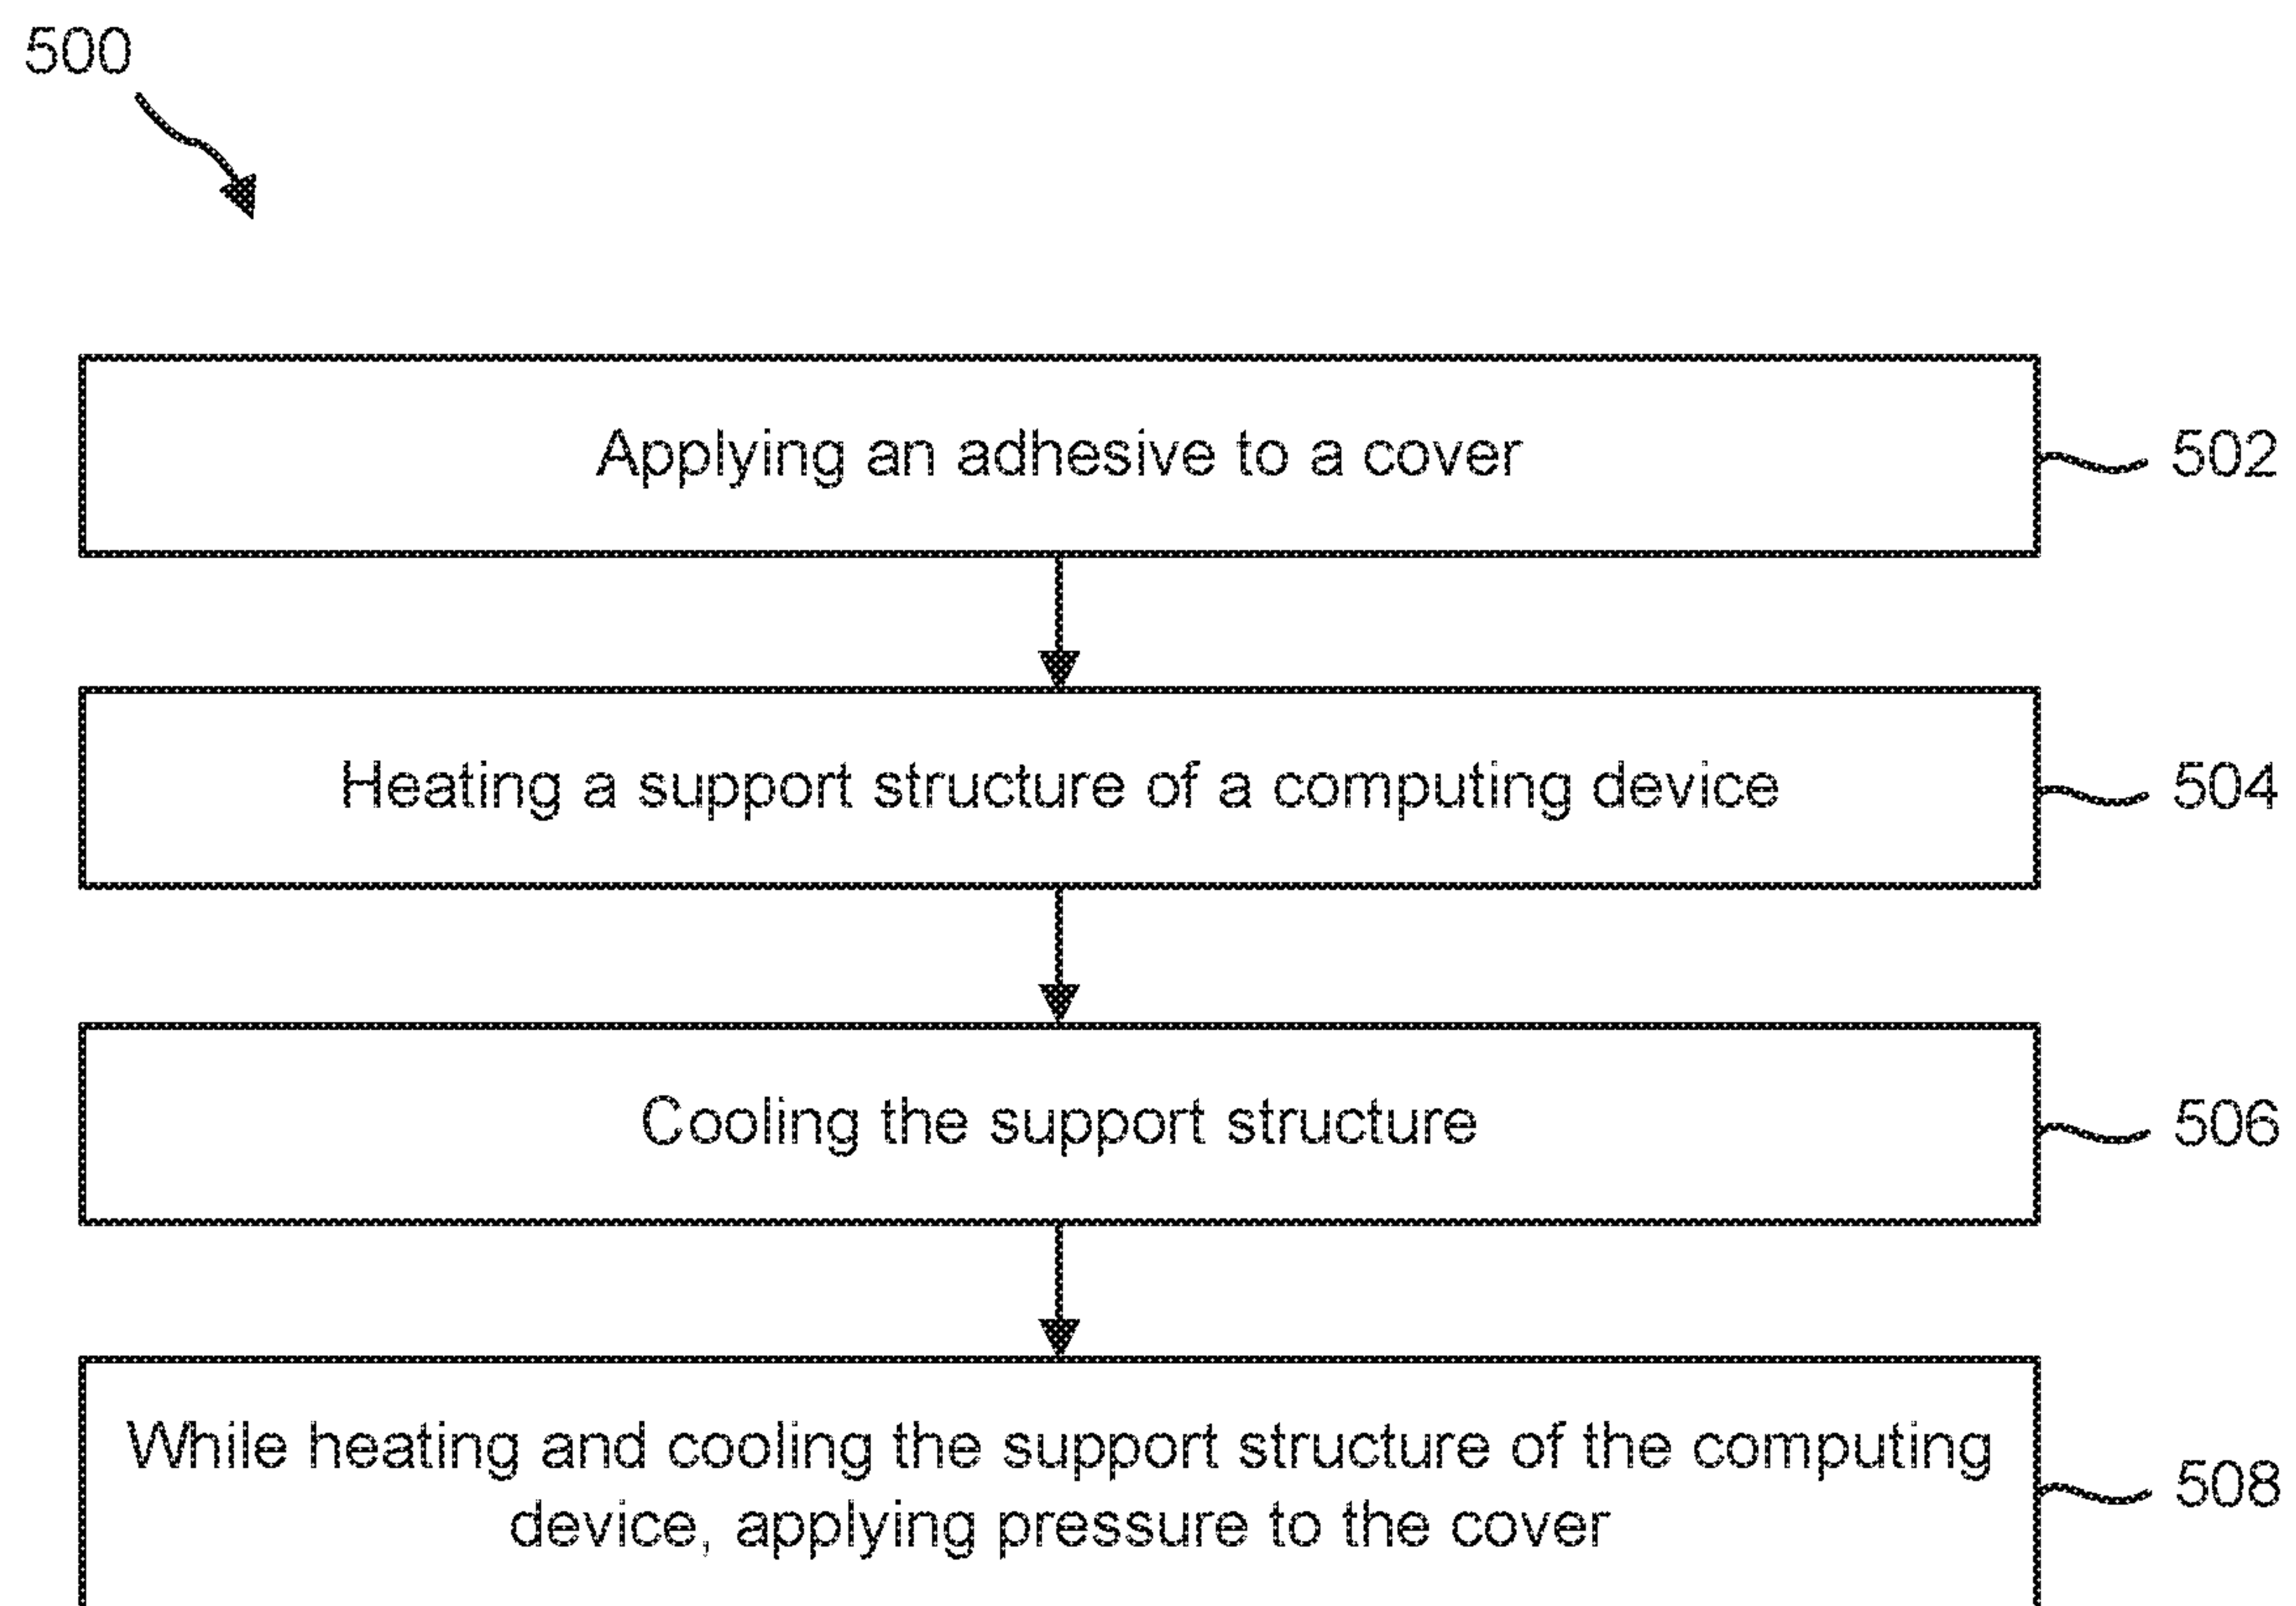 500
Applying an adhesive to a cover
502
Heating a support structure of a computing device
504
Cooling the support structure
506
While heating and cooling the support structure of the computing
device, applying pressure to the cover
508